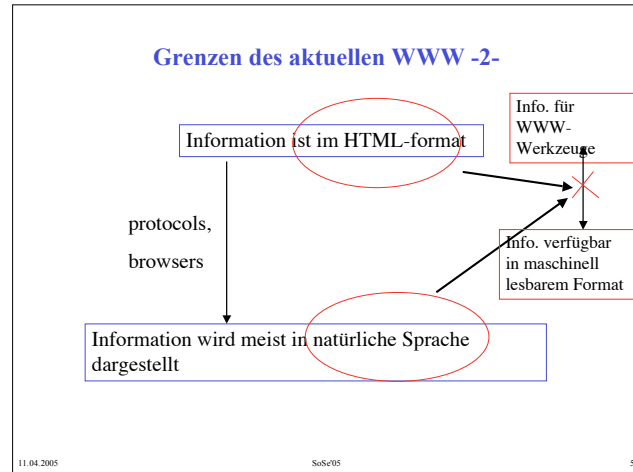 Grenzen des aktuellen WWW -2-
Info. für
WWW-
Werkzeuge
Information ist im HTML-format
protocols,
browsers
Info. verfügbar
in maschinell
lesbarem Format
Information wird meist in natürliche Sprache
dargestellt
11.04.2005
SoSe'05
5